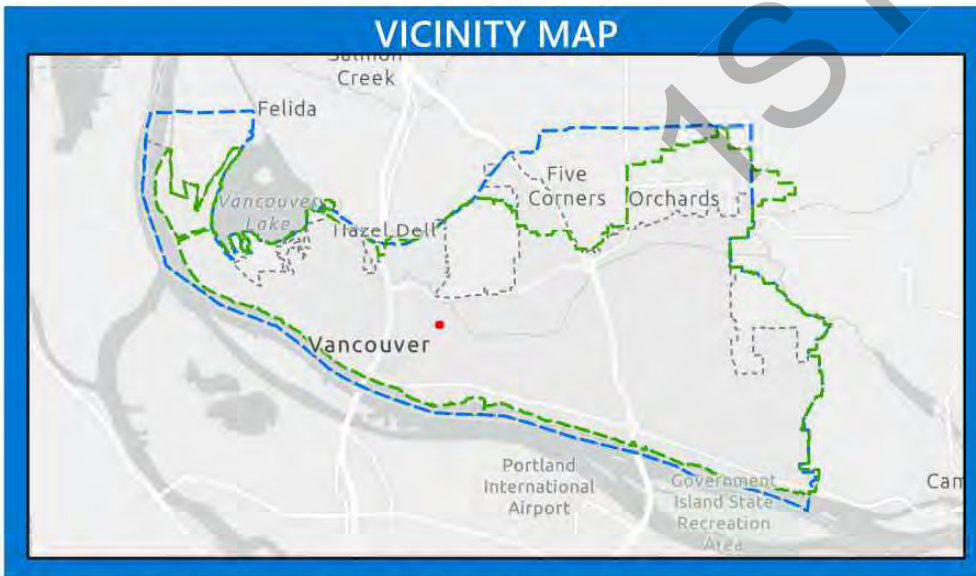 VICINITY MAP
Salmon
Creek
Felida
Five
Corners
Orchards
Vancouver
Lake
Hazel Dell
Vancouver
Portland
International
Airport
Government
Island State
Recreation
Area